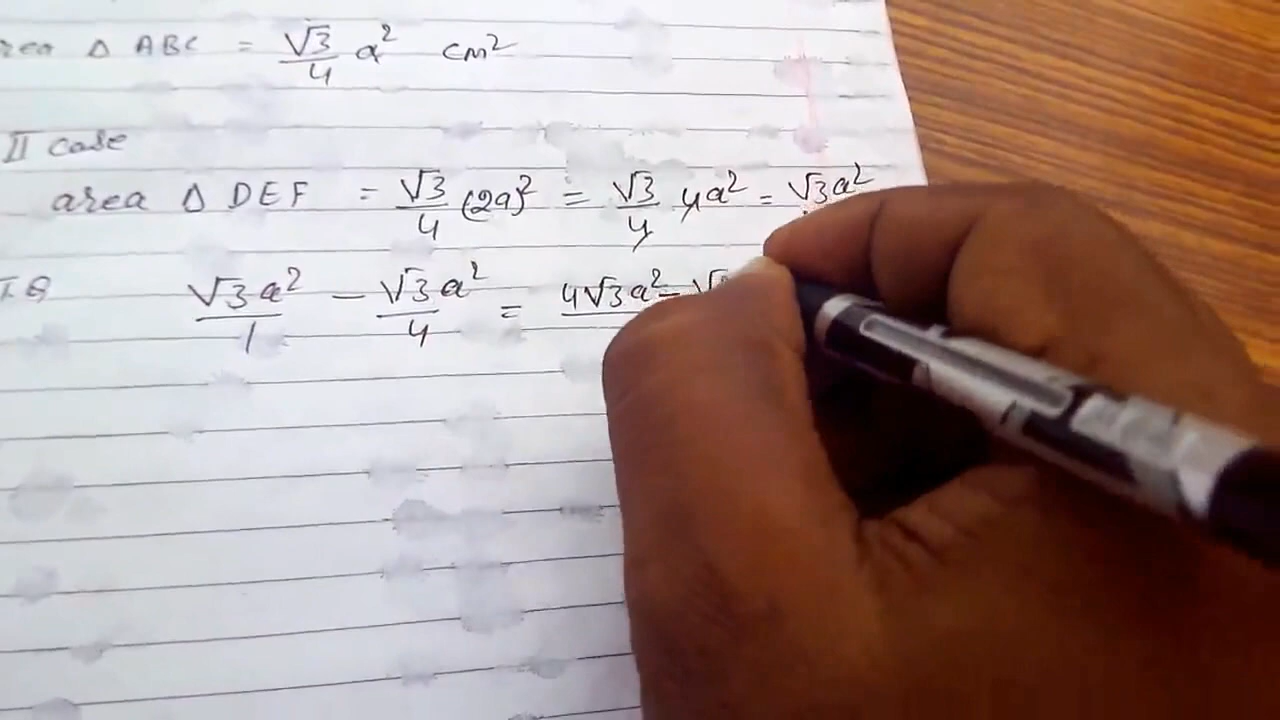 area Δ ABC = √3/4 a² cm²
II case
area Δ DEF = √3/4 (2a)² = √3/4 4a² = √3a²
√3a²/1 - √3a²/4 = 4√3a² - √